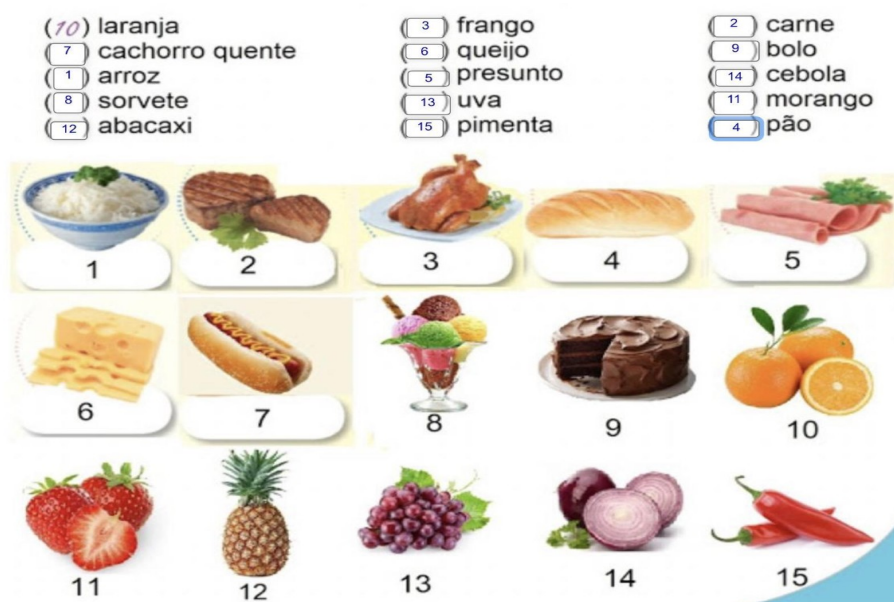 (10) laranja
(7) cachorro quente
(1) arroz
(8) sorvete
(12) abacaxi
(3) frango
(6) queijo
(5) presunto
(13) uva
(15) pimenta
(2) carne
(9) bolo
(14) cebola
(11) morango
(4) pão
1 2 3 4 5
6 7 8 9 10
11 12 13 14 15